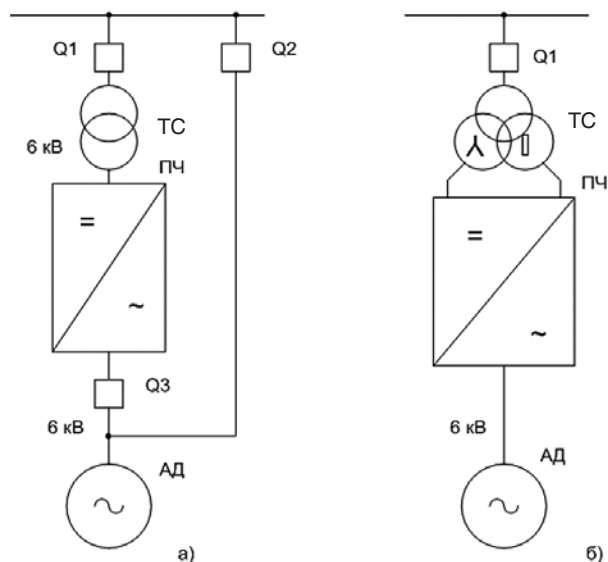 Q1
Q2
ТС
6 кВ
ПЧ
=
~
Q3
6 кВ
АД
а)
Q1
ТС
ПЧ
=
~
6 кВ
АД
б)